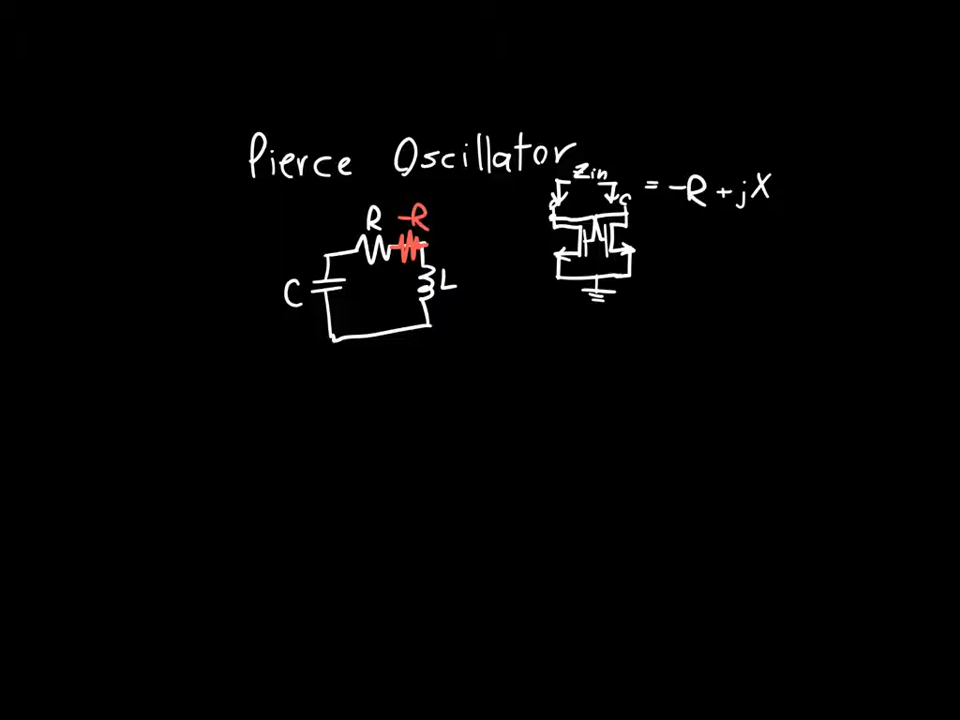 Pierce Oscillator
Zin = -R + jX
R -R
C L